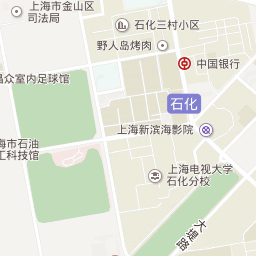 上海市金山区
司法局
石化三村小区
野人岛烤肉
中国银行
昌众室内足球馆
石化
上海新滨海影院
海市石油
工科技馆
上海电视大学
石化分校
大堤路